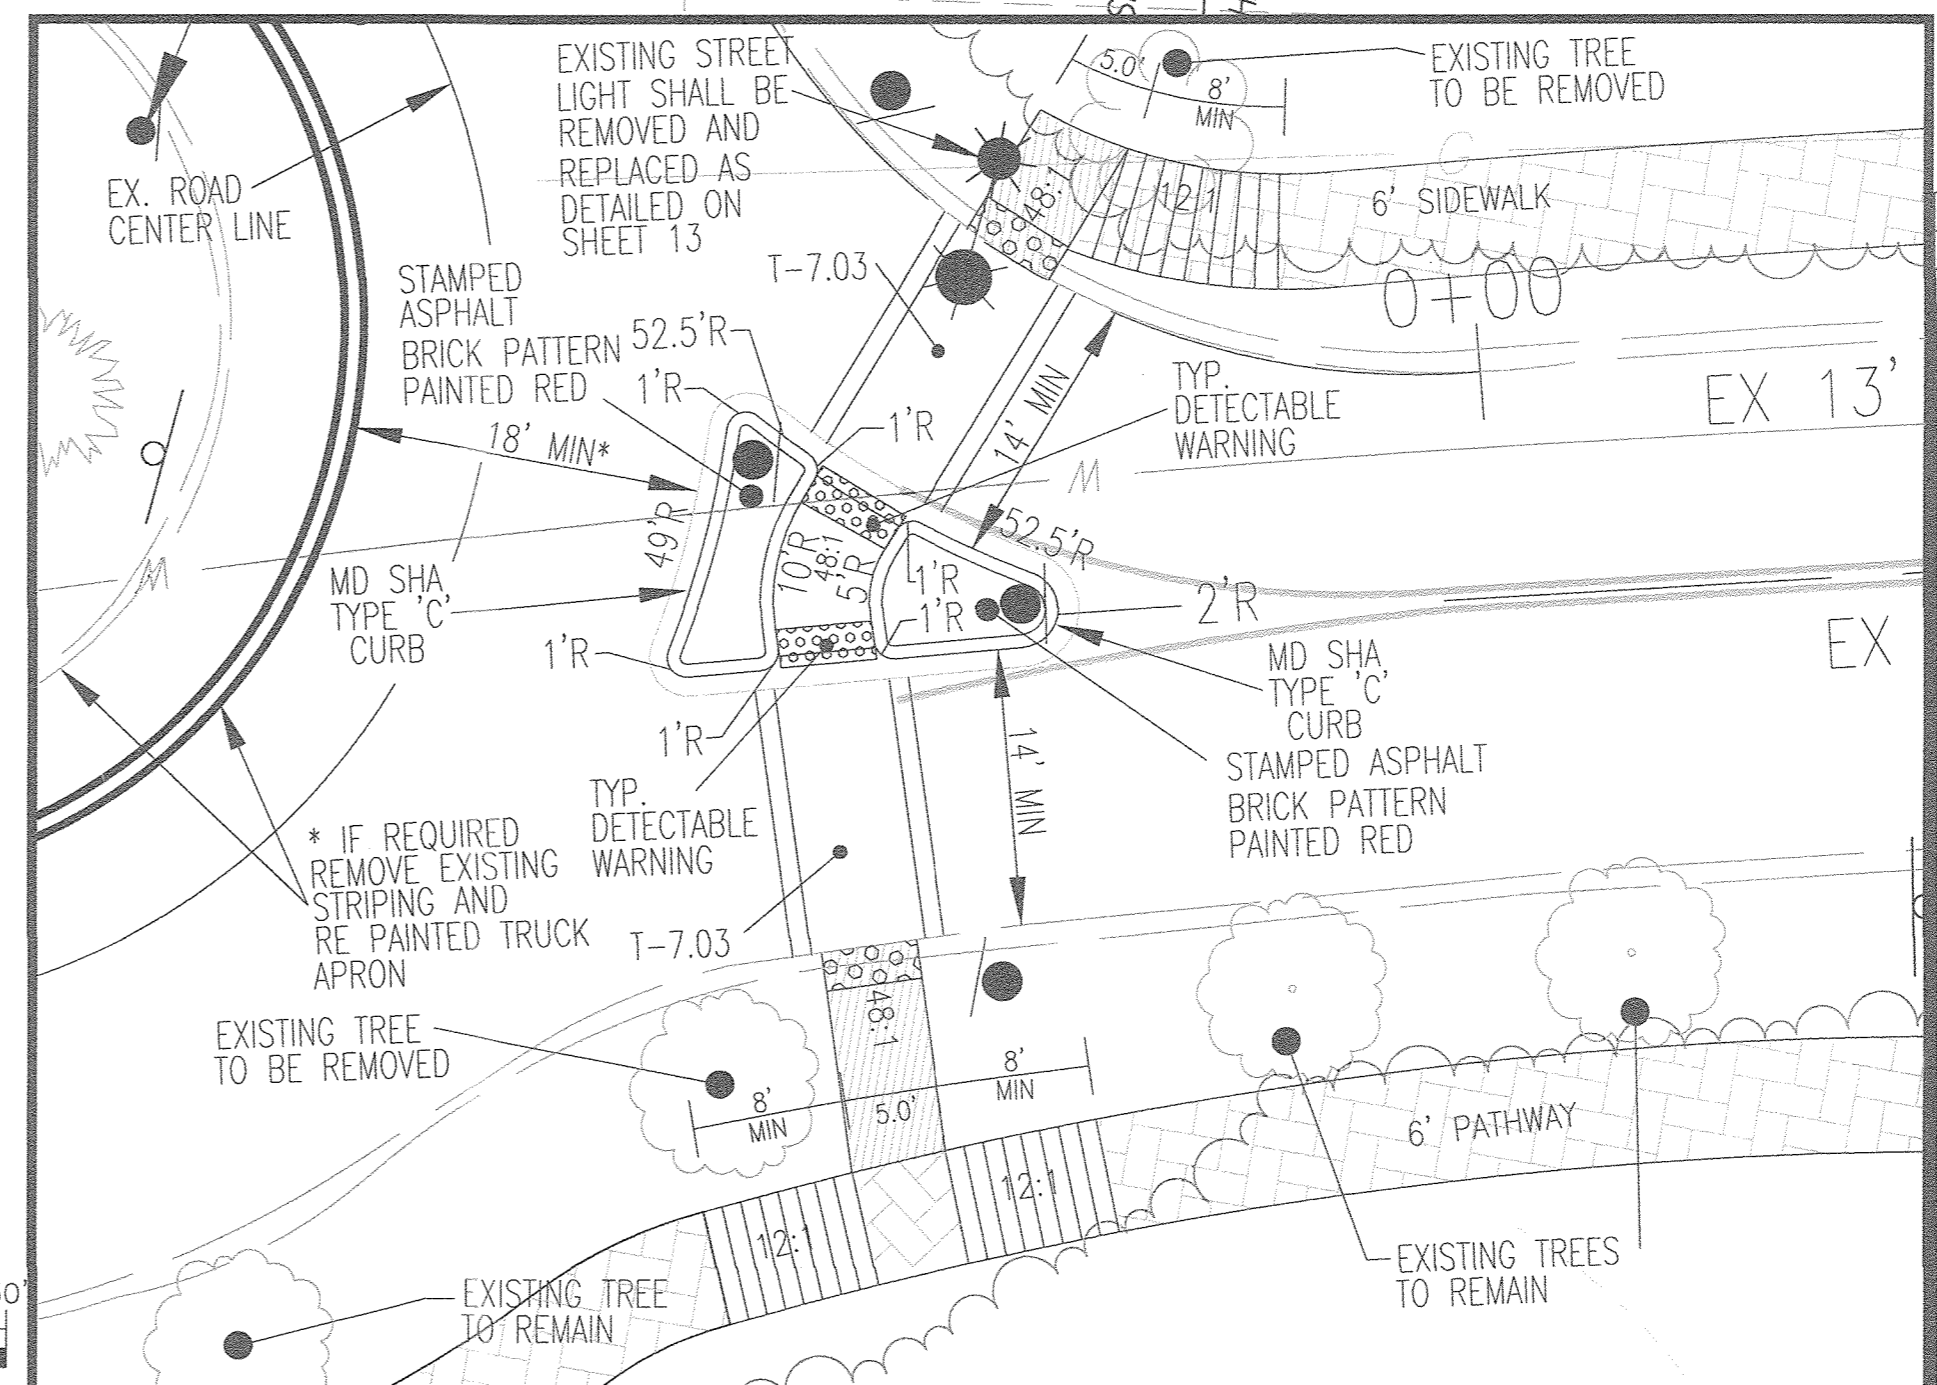 EXISTING STREET
LIGHT SHALL BE
REMOVED AND
REPLACED AS
DETAILED ON
SHEET 13
5.0'
8'
MIN
EXISTING TREE
TO BE REMOVED
EX. ROAD
CENTER LINE
48:1
12:1
6' SIDEWALK
T-7.03
0+00
STAMPED
ASPHALT
BRICK PATTERN
PAINTED RED
52.5'R
1'R
1'R
18' MIN*
14' MIN
TYP.
DETECTABLE
WARNING
EX 13'
W
49'R
10'R
48:1
5'R
52.5'R
1'R
1'R
2'R
W
MD SHA
TYPE 'C'
CURB
1'R
1'R
EX
MD SHA
TYPE 'C'
CURB
STAMPED ASPHALT
BRICK PATTERN
PAINTED RED
14' MIN
TYP.
DETECTABLE
WARNING
* IF REQUIRED
REMOVE EXISTING
STRIPING AND
RE PAINTED TRUCK
APRON
T-7.03
48:1
EXISTING TREE
TO BE REMOVED
8'
MIN
5.0'
8'
MIN
6' PATHWAY
12:1
12:1
EXISTING TREES
TO REMAIN
EXISTING TREE
TO REMAIN